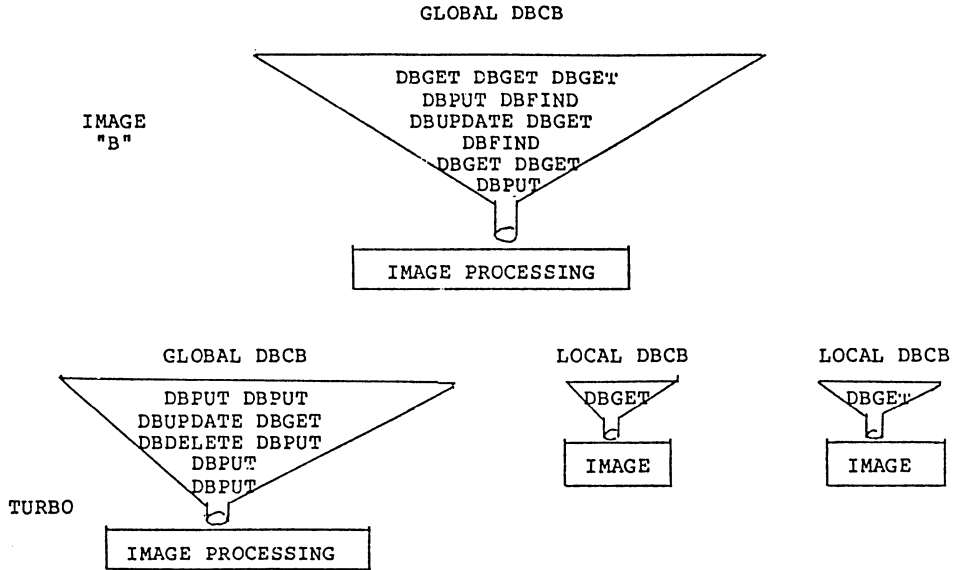 GLOBAL DBCB
DBGET DBGET DBGET
DBPUT DBFIND
DBUPDATE DBGET
DBFIND
DBGET DBGET
DBPUT
IMAGE
"B"
IMAGE PROCESSING
GLOBAL DBCB
DBPUT DBPUT
DBUPDATE DBGET
DBDELETE DBPUT
DBPUT
DBPUT
TURBO
IMAGE PROCESSING
LOCAL DBCB
DBGET
IMAGE
LOCAL DBCB
DBGET
IMAGE